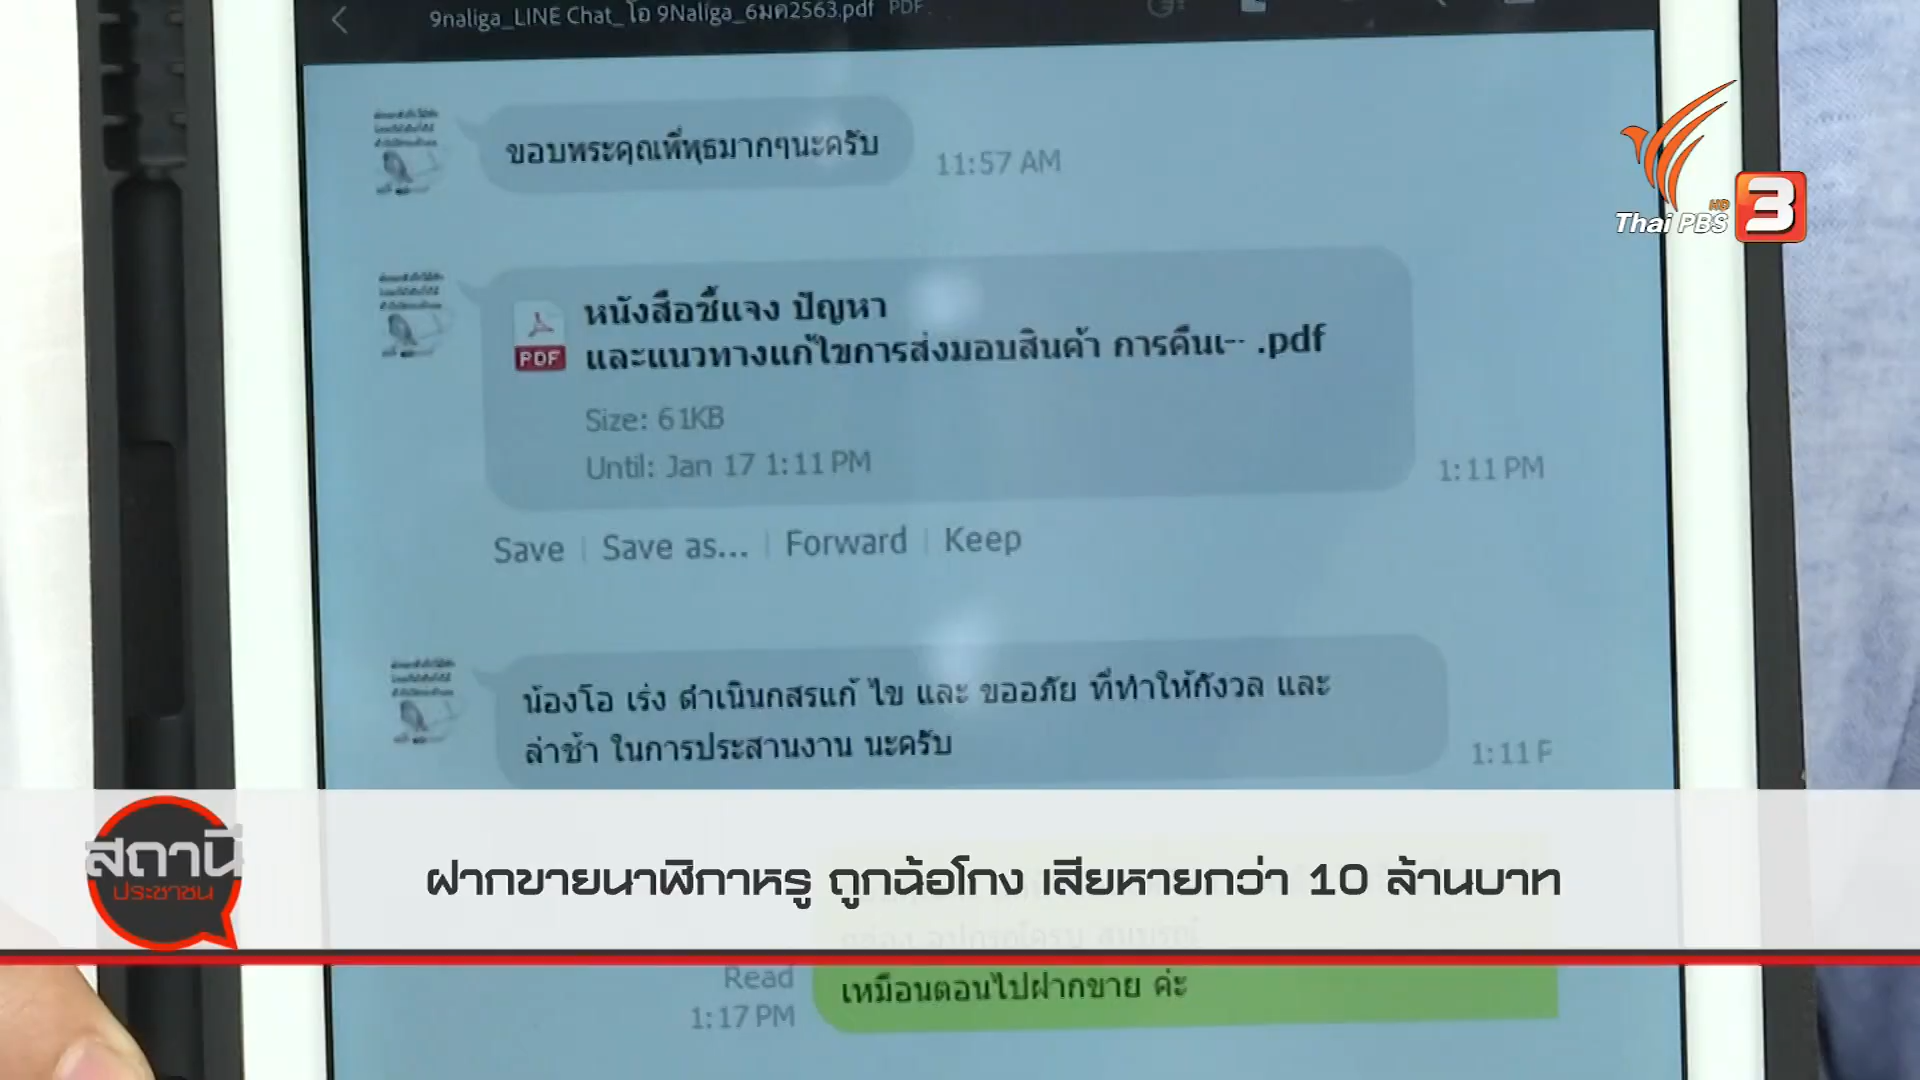 9naliga_LINE Chat_โอ 9Naliga_6มค2563.pdf PDF
ขอบพระคุณพี่ทุธมากๆนะครับ
11:57 AM
Thai PBS HD 3
หนังสือชี้แจง ปัญหา
และแนวทางแก้ไขการส่งมอบสินค้า การคืนเ-- .pdf
PDF
Size: 61KB
Until: Jan 17 1:11 PM
1:11 PM
Save | Save as... | Forward | Keep
น้องโอ เร่ง ดำเนินกสรแก้ ไข และ ขออภัย ที่ทำให้กังวล และ
ล่าช้า ในการประสานงาน นะครับ
1:11 P
สถานี
ประชาชน
ฝากขายนาฬิกาหรู ถูกฉ้อโกง เสียหายกว่า 10 ล้านบาท
Read
1:17 PM
เหมือนตอนไปฝากขาย ค่ะ